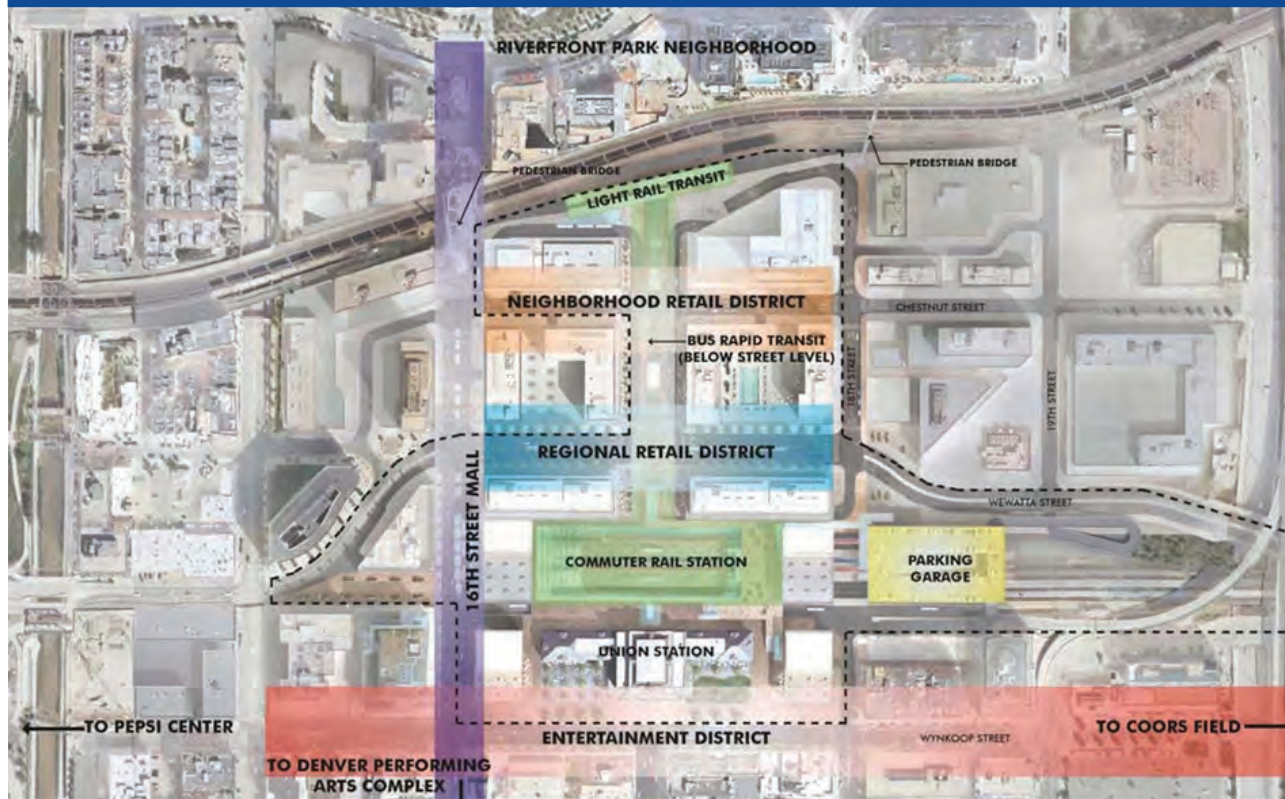 RIVERFRONT PARK NEIGHBORHOOD
PEDESTRIAN BRIDGE
PEDESTRIAN BRIDGE
LIGHT RAIL TRANSIT
NEIGHBORHOOD RETAIL DISTRICT
CHESTNUT STREET
BUS RAPID TRANSIT
(BELOW STREET LEVEL)
18TH STREET
19TH STREET
REGIONAL RETAIL DISTRICT
16TH STREET MALL
WEWATTA STREET
COMMUTER RAIL STATION
PARKING
GARAGE
UNION STATION
TO PEPSI CENTER
ENTERTAINMENT DISTRICT
WYNKOOP STREET
TO COORS FIELD
TO DENVER PERFORMING
ARTS COMPLEX